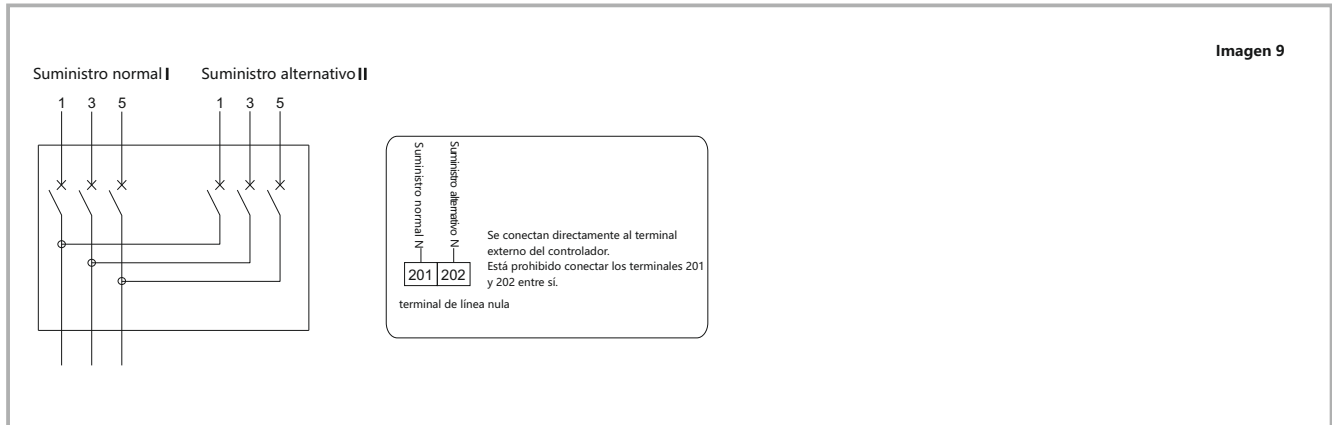 Imagen 9
Suministro normal I
Suministro alternativo II
1 3 5
1 3 5
Suministro normal N
Suministro alternativo N
Se conectan directamente al terminal
externo del controlador.
Está prohibido conectar los terminales 201
y 202 entre sí.
201 202
terminal de línea nula